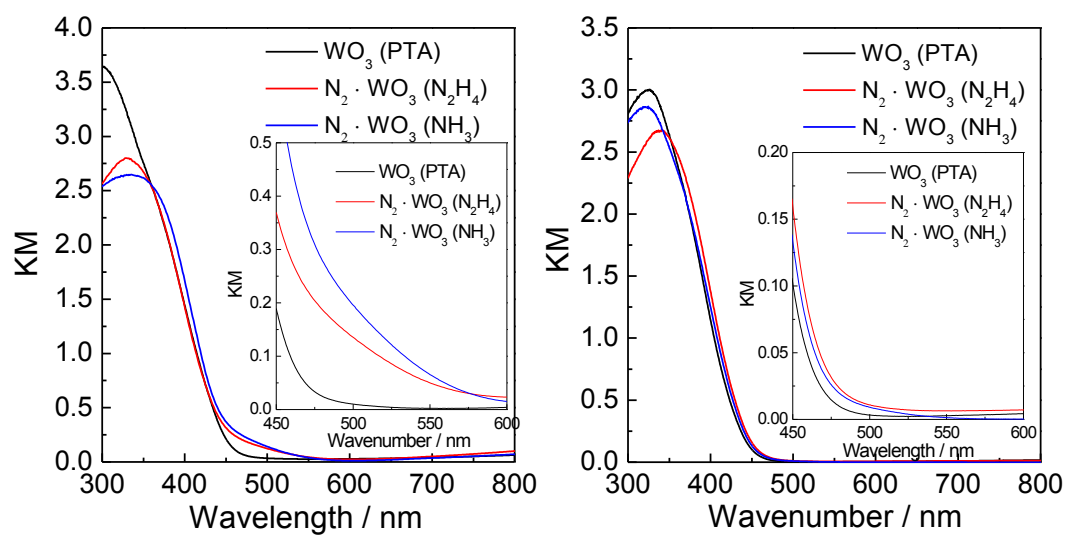 4.0
3.5
3.0
2.5
2.0
1.5
1.0
0.5
0.0
KM
300 400 500 600 700 800
Wavelength / nm
WO₃ (PTA)
N₂ · WO₃ (N₂H₄)
N₂ · WO₃ (NH₃)
0.5
0.4
0.3
0.2
0.1
0.0
KM
450 500 550 600
Wavenumber / nm
WO₃ (PTA)
N₂ · WO₃ (N₂H₄)
N₂ · WO₃ (NH₃)
3.5
3.0
2.5
2.0
1.5
1.0
0.5
0.0
KM
300 400 500 600 700 800
Wavenumber / nm
WO₃ (PTA)
N₂ · WO₃ (N₂H₄)
N₂ · WO₃ (NH₃)
0.20
0.15
0.10
0.05
0.00
KM
450 500 550 600
Wavelength / nm
WO₃ (PTA)
N₂ · WO₃ (N₂H₄)
N₂ · WO₃ (NH₃)